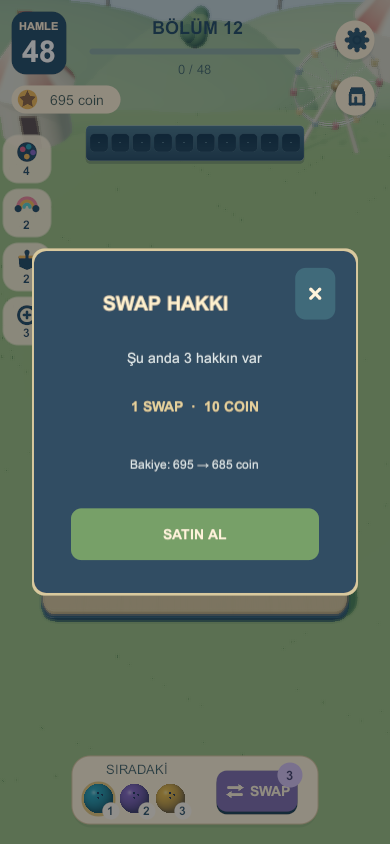 HAMLE
48
BÖLÜM 12
0 / 48
695 coin
4
2
2
3
SWAP HAKKI
Şu anda 3 hakkın var
1 SWAP · 10 COIN
Bakiye: 695 → 685 coin
SATIN AL
SIRADAKİ
1
2
3
SWAP
3